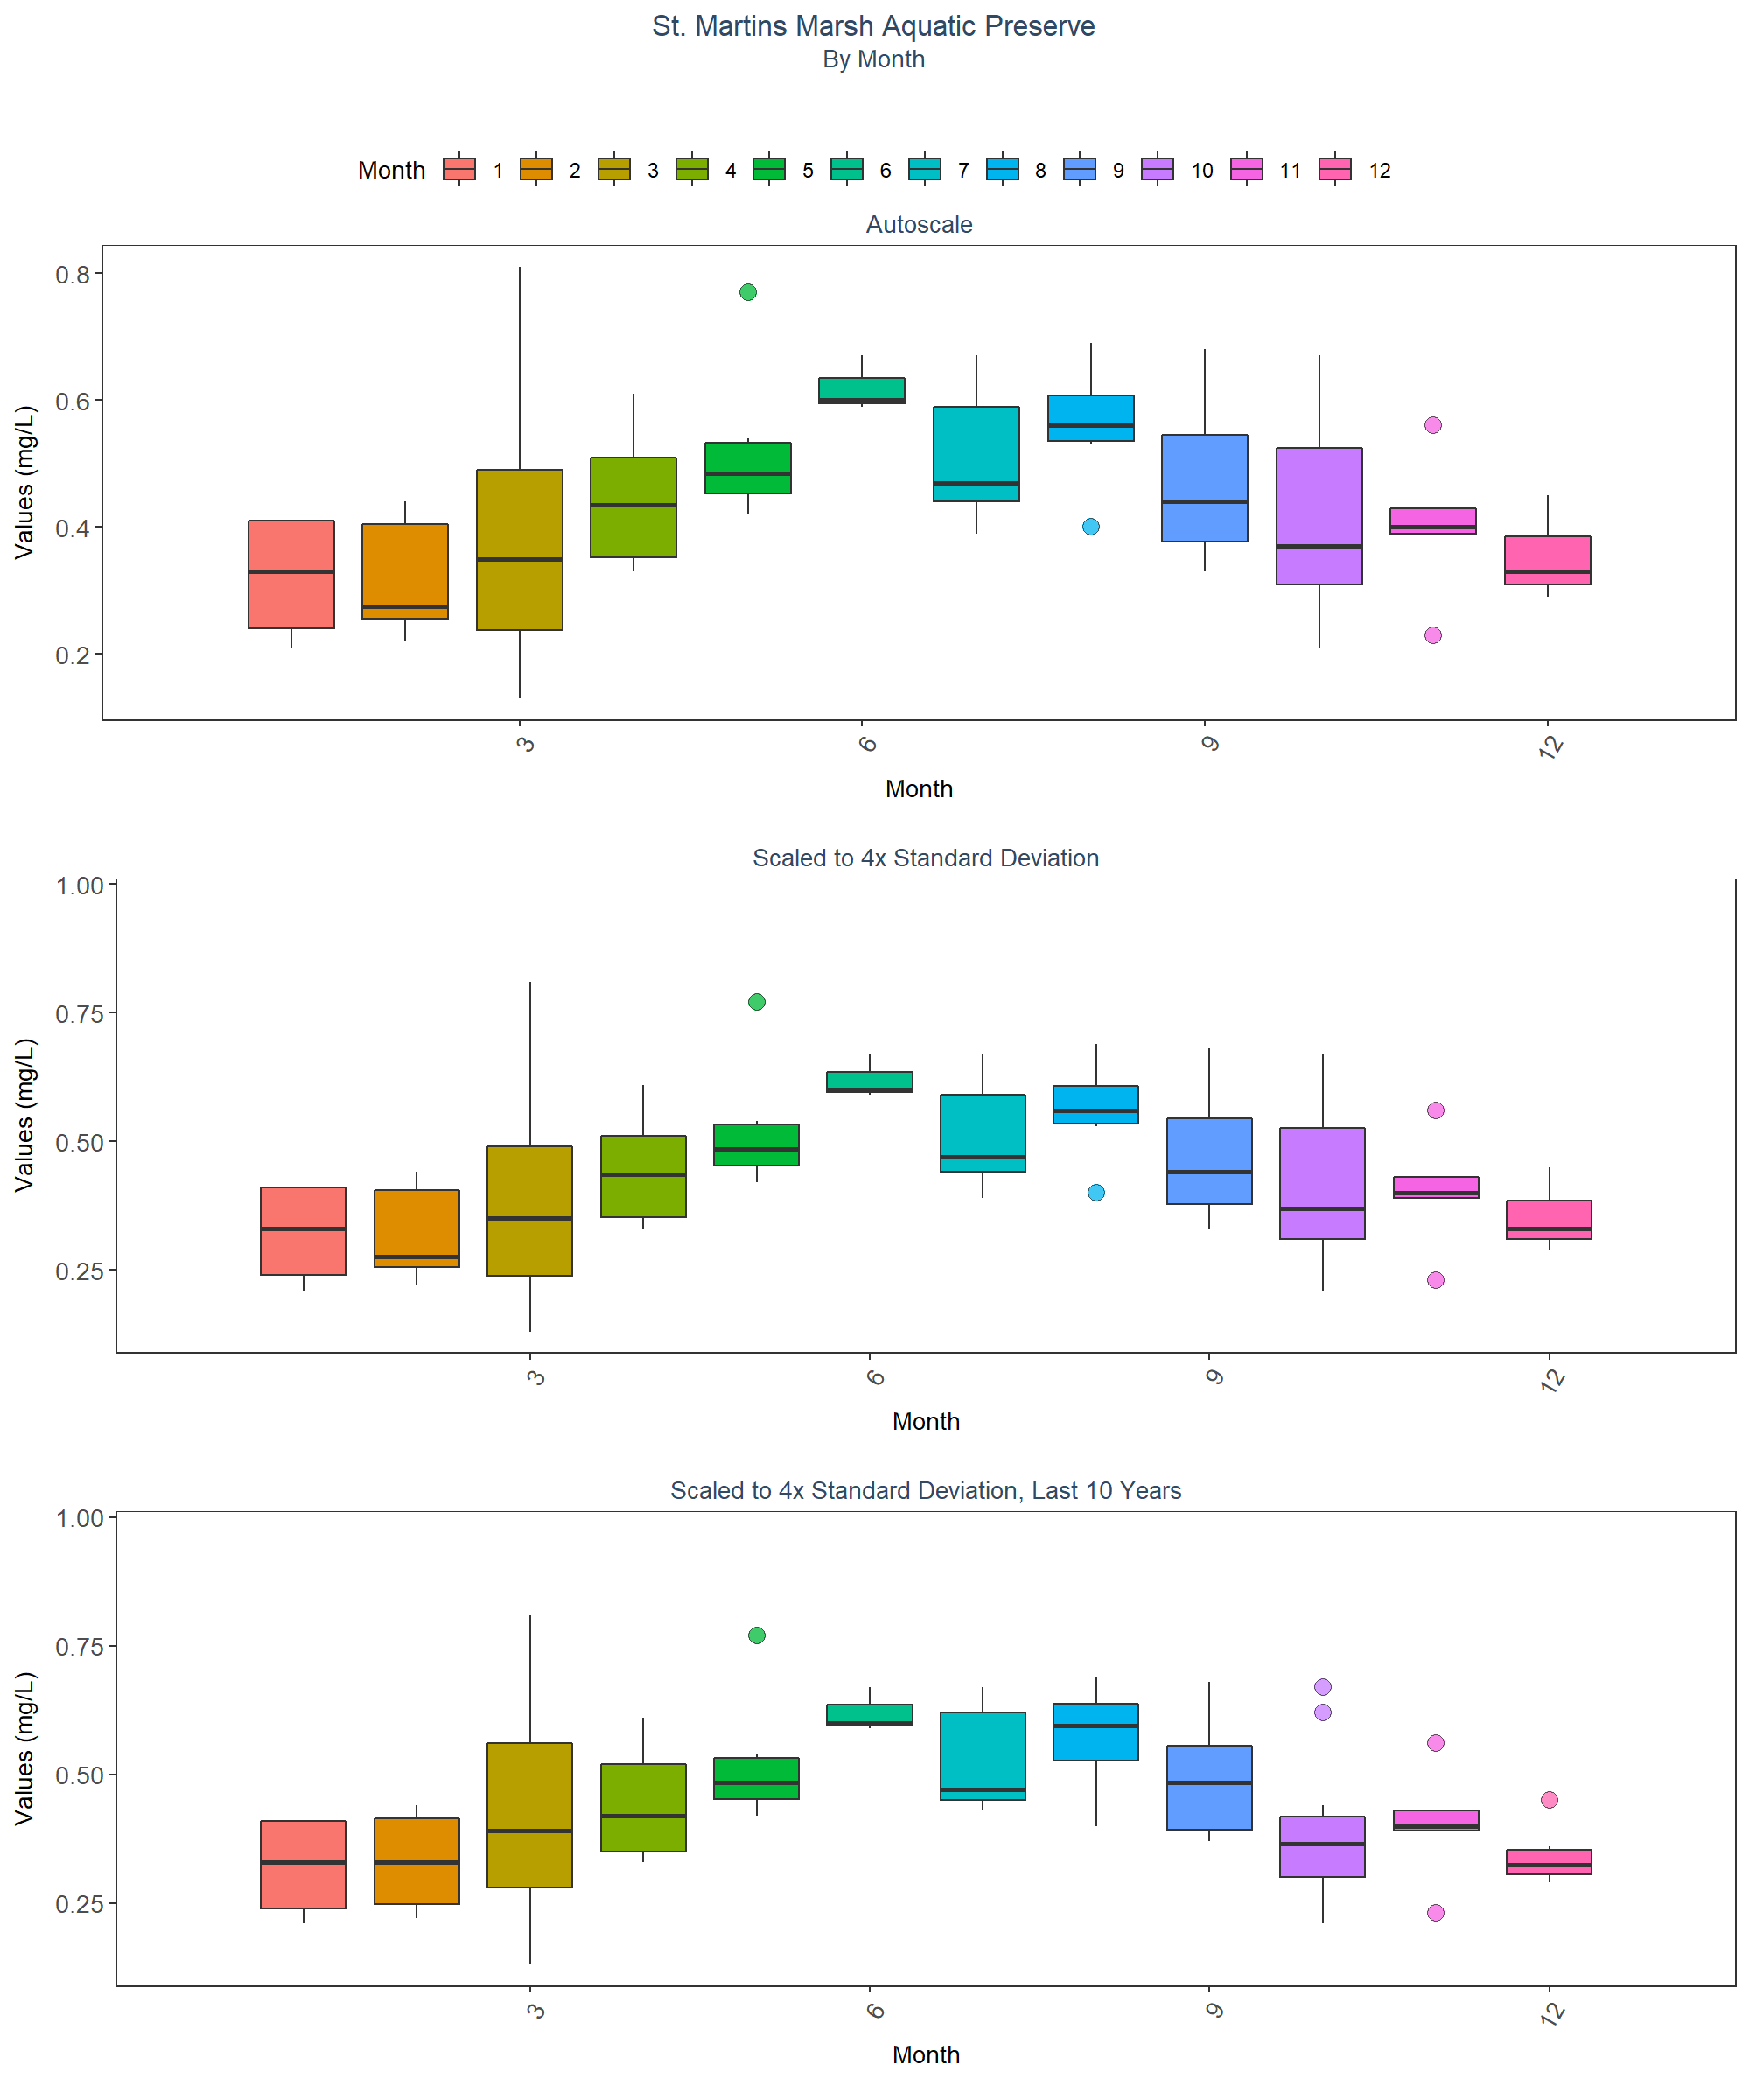 St. Martins Marsh Aquatic Preserve
By Month
Month 1 2 3 4 5 6 7 8 9 10 11 12
Autoscale
Values (mg/L)
0.8
0.6
0.4
0.2
3 6 9 12
Month
Scaled to 4x Standard Deviation
Values (mg/L)
1.00
0.75
0.50
0.25
3 6 9 12
Month
Scaled to 4x Standard Deviation, Last 10 Years
Values (mg/L)
1.00
0.75
0.50
0.25
3 6 9 12
Month